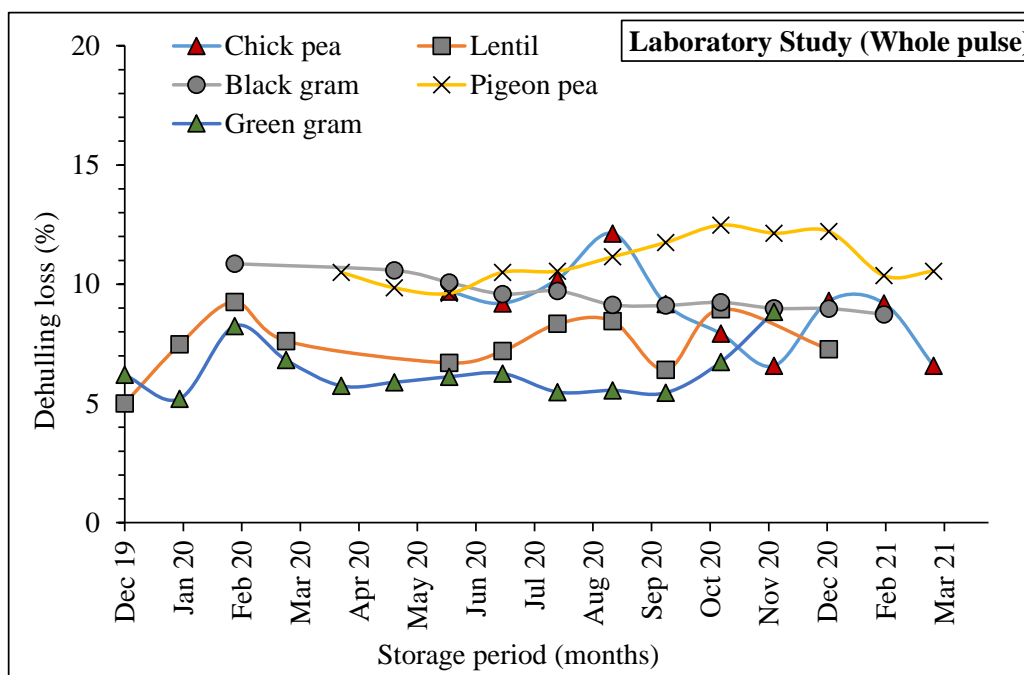 Laboratory Study (Whole pulse)
Chick pea
Lentil
Black gram
Pigeon pea
Green gram
Dehulling loss (%)
20
15
10
5
0
Dec 19
Jan 20
Feb 20
Mar 20
Apr 20
May 20
Jun 20
Jul 20
Aug 20
Sep 20
Oct 20
Nov 20
Dec 20
Feb 21
Mar 21
Storage period (months)